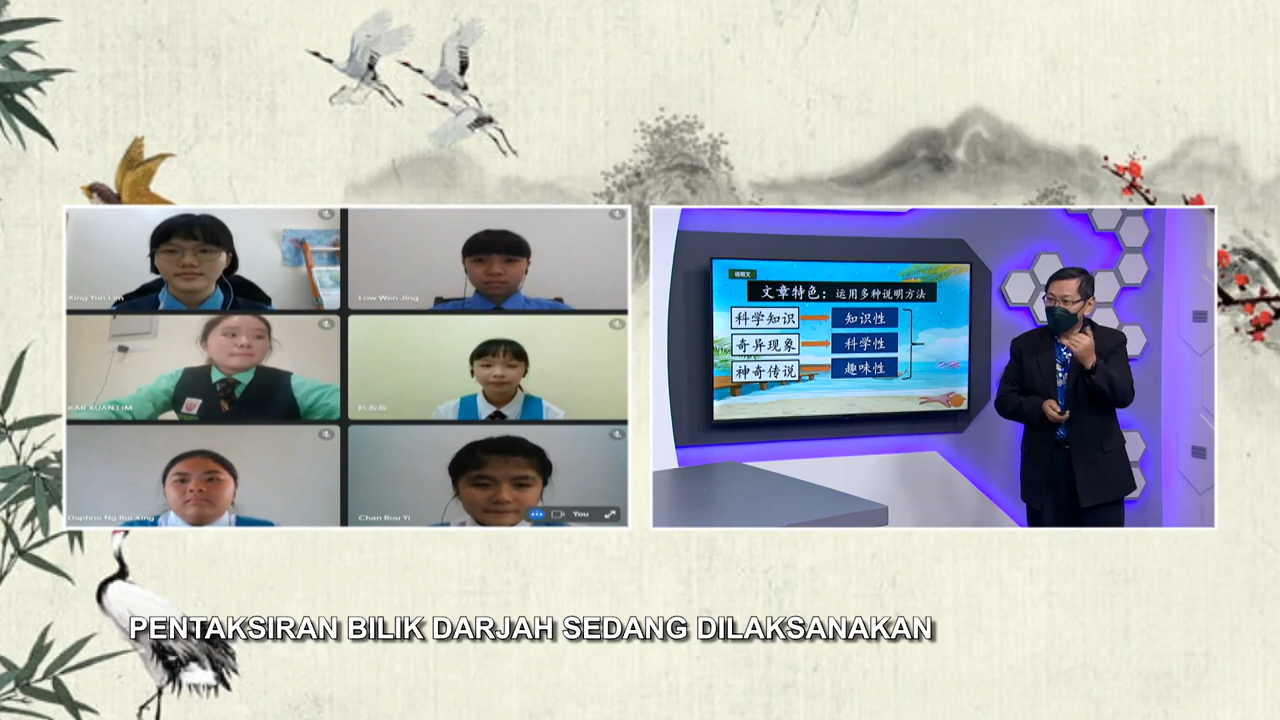 Xing Yun Lim
Low Wen Jing
KAR XUAN LIM
Daphne Ng Rui Xing
Chan Rou Yi
You
说明文
文章特色：运用多种说明方法
科学知识
知识性
奇异现象
科学性
神奇传说
趣味性
PENTAKSIRAN BILIK DARJAH SEDANG DILAKSANAKAN